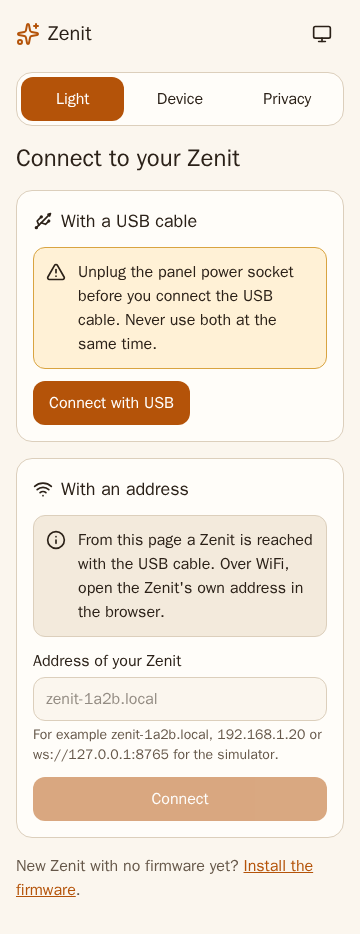 Zenit
Light
Device
Privacy
Connect to your Zenit
With a USB cable
Unplug the panel power socket
before you connect the USB
cable. Never use both at the
same time.
Connect with USB
With an address
From this page a Zenit is reached
with the USB cable. Over WiFi,
open the Zenit's own address in
the browser.
Address of your Zenit
zenit-1a2b.local
For example zenit-1a2b.local, 192.168.1.20 or
ws://127.0.0.1:8765 for the simulator.
Connect
New Zenit with no firmware yet? Install the
firmware.